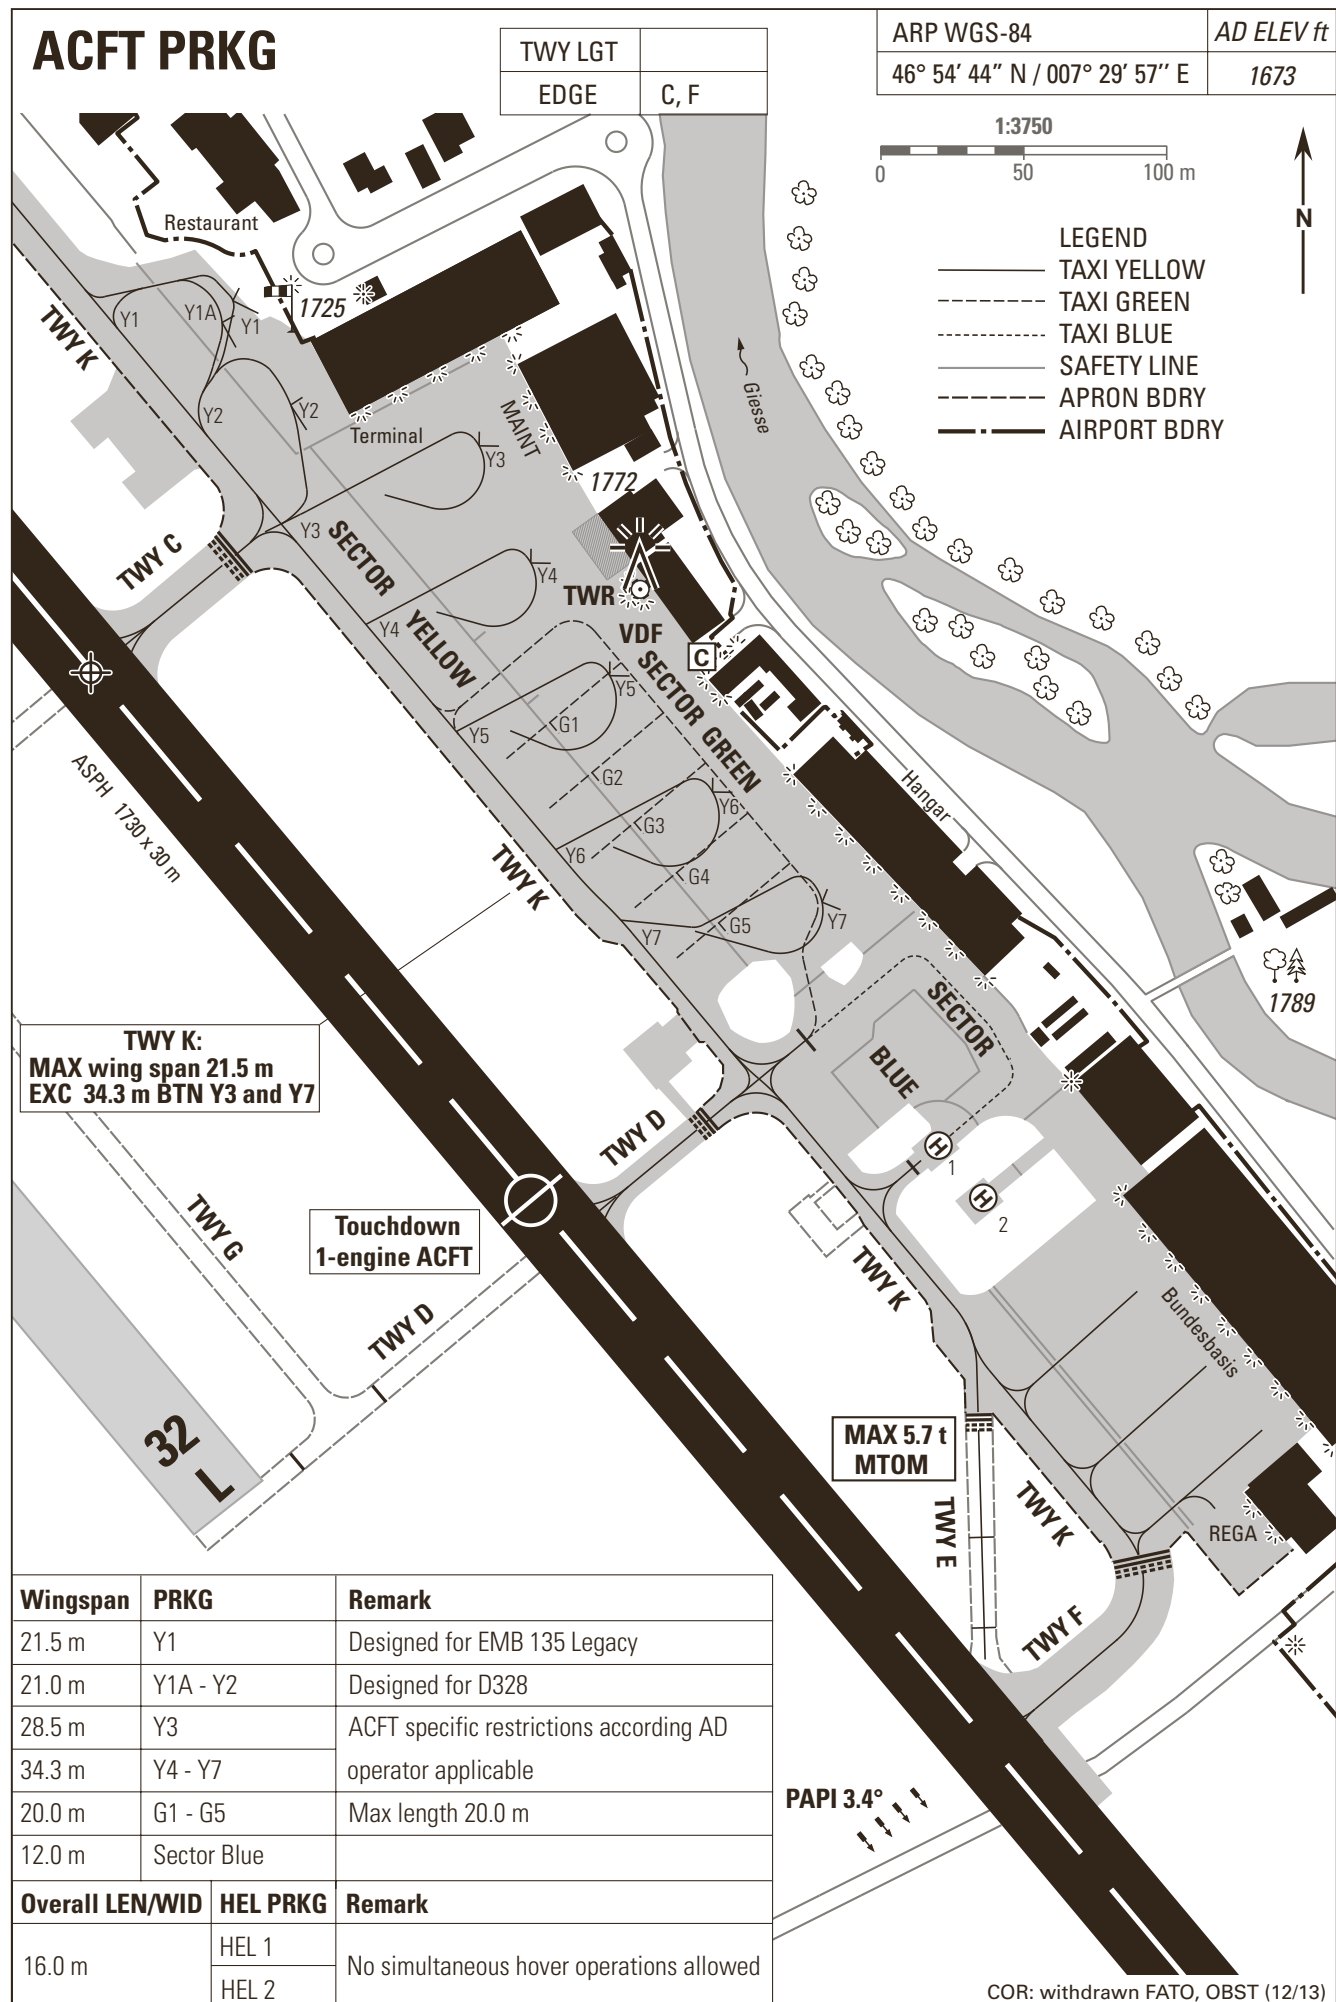 ACFT PRKG
TWY LGT
EDGE C, F
ARP WGS-84 AD ELEV ft
46° 54′ 44″ N / 007° 29′ 57′′ E 1673
1:3750
0 50 100 m
N
LEGEND
TAXI YELLOW
TAXI GREEN
TAXI BLUE
SAFETY LINE
APRON BDRY
AIRPORT BDRY
Restaurant
1725
Y1 Y1A Y1
TWY K
Y2 Y2
Terminal
MAINT
Giesse
Y3
1772
Y3
SECTOR YELLOW
TWY C
Y4
TWR
Y4
VDF
C
SECTOR GREEN
Y5
G1
Y5
G2
Hangar
Y6
G3
Y6
G4
TWY K
ASPH 1730 x 30 m
G5
Y7
Y7
SECTOR BLUE
1789
TWY K:
MAX wing span 21.5 m
EXC 34.3 m BTN Y3 and Y7
TWY D
H 1
H 2
TWY G
Touchdown
1-engine ACFT
TWY K
TWY D
Bundesbasis
32
L
MAX 5.7 t
MTOM
TWY E
TWY K
REGA
TWY F
PAPI 3.4°
Wingspan PRKG Remark
21.5 m Y1 Designed for EMB 135 Legacy
21.0 m Y1A - Y2 Designed for D328
28.5 m Y3 ACFT specific restrictions according AD
34.3 m Y4 - Y7 operator applicable
20.0 m G1 - G5 Max length 20.0 m
12.0 m Sector Blue
Overall LEN/WID HEL PRKG Remark
HEL 1
16.0 m No simultaneous hover operations allowed
HEL 2
COR: withdrawn FATO, OBST (12/13)